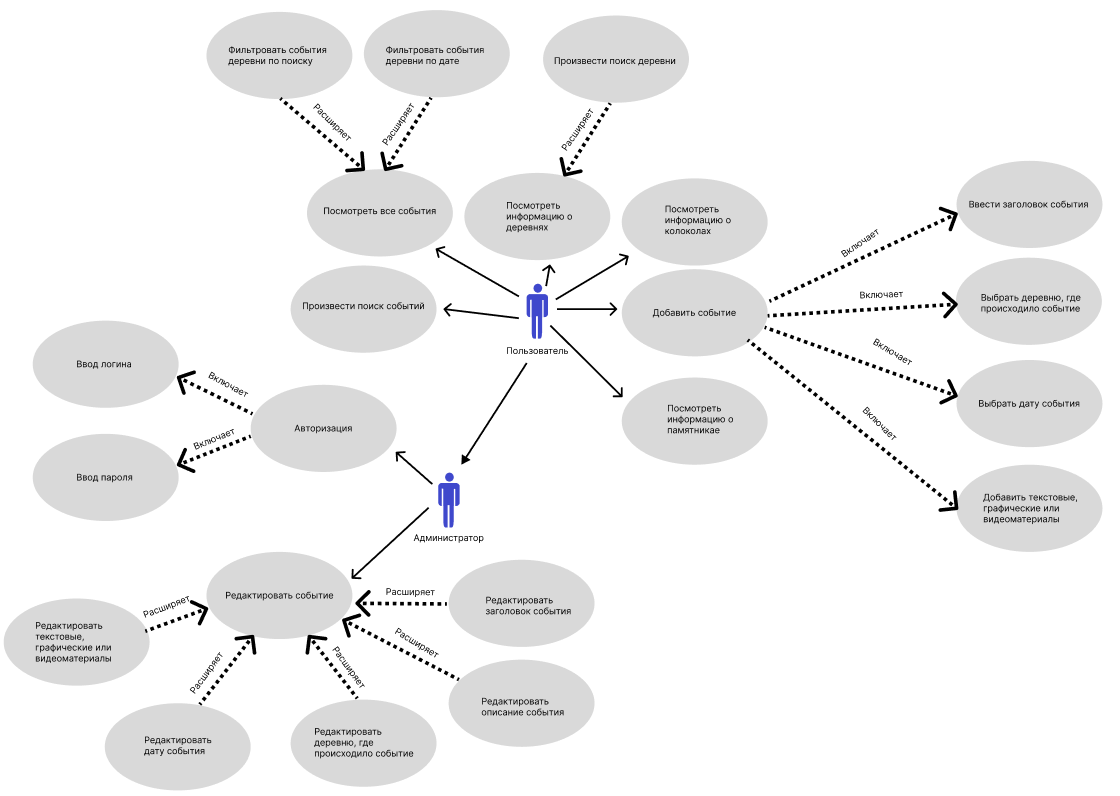 Фильтровать события
деревни по поиску
Фильтровать события
деревни по дате
Произвести поиск деревни
Расширяет
Расширяет
Расширяет
Посмотреть все события
Посмотреть
информацию о
деревнях
Посмотреть
информацию о
колоколах
Ввести заголовок события
Включает
Произвести поиск событий
Добавить событие
Включает
Выбрать деревню, где
происходило событие
Пользователь
Включает
Ввод логина
Включает
Выбрать дату события
Посмотреть
информацию о
памятникае
Включает
Авторизация
Включает
Ввод пароля
Добавить текстовые,
графические или
видеоматериалы
Администратор
Редактировать событие
Расширяет
Редактировать
заголовок события
Расширяет
Редактировать
текстовые,
графические или
видеоматериалы
Расширяет
Расширяет
Расширяет
Редактировать
описание события
Редактировать
дату события
Редактировать
деревню, где
происходило событие